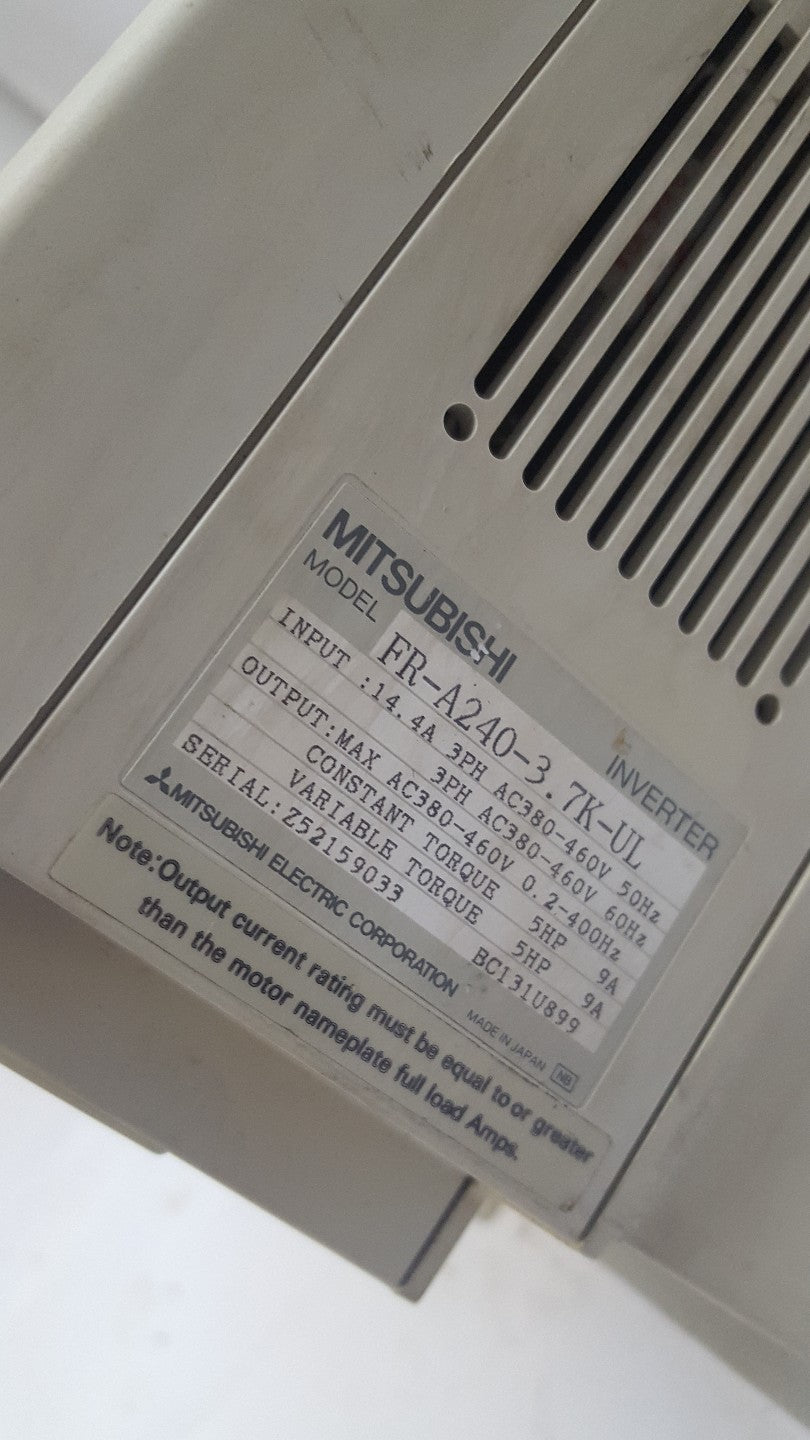 MITSUBISHI INVERTER
MODEL FR-A240-3.7K-UL
INPUT :14.4A 3PH AC380-460V 50Hz
3PH AC380-460V 60Hz
OUTPUT:MAX AC380-460V 0.2-400Hz
CONSTANT TORQUE 5HP 9A
VARIABLE TORQUE 5HP 9A
SERIAL:Z52159033 BC131U899
MITSUBISHI ELECTRIC CORPORATION MADE IN JAPAN NB
Note:Output current rating must be equal to or greater
than the motor nameplate full load Amps.